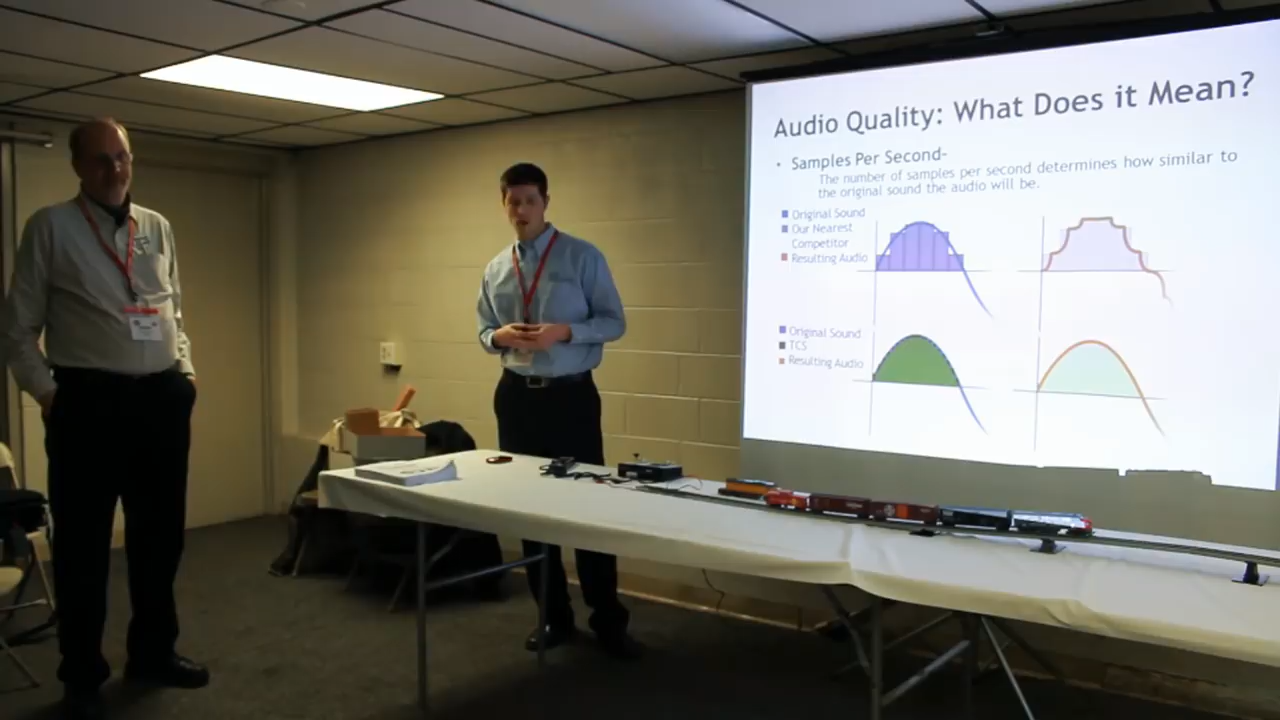 Audio Quality: What Does it Mean?
• Samples Per Second-
The number of samples per second determines how similar to
the original sound the audio will be.
Original Sound
Our Nearest
Competitor
Resulting Audio
Original Sound
TCS
Resulting Audio